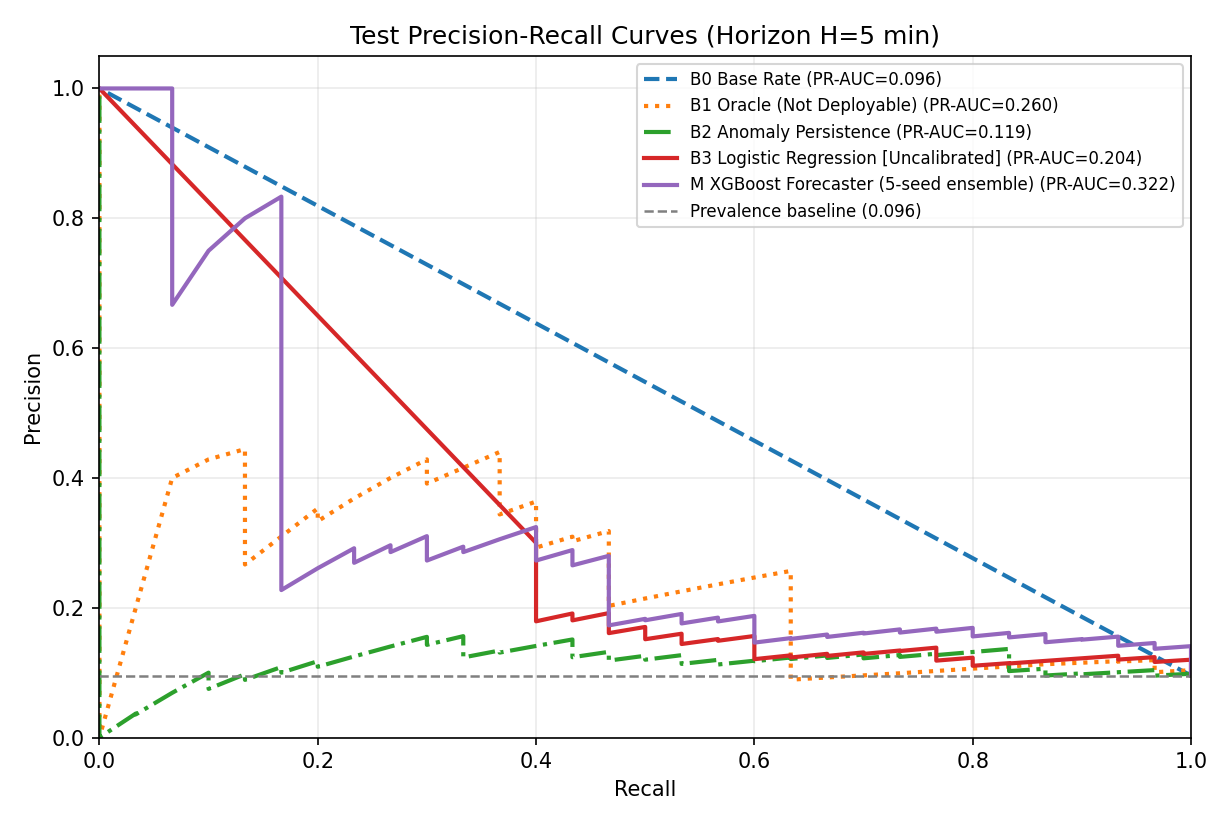 Test Precision-Recall Curves (Horizon H=5 min)
B0 Base Rate (PR-AUC=0.096)
B1 Oracle (Not Deployable) (PR-AUC=0.260)
B2 Anomaly Persistence (PR-AUC=0.119)
B3 Logistic Regression [Uncalibrated] (PR-AUC=0.204)
M XGBoost Forecaster (5-seed ensemble) (PR-AUC=0.322)
Prevalence baseline (0.096)
Precision
1.0
0.8
0.6
0.4
0.2
0.0
0.0 0.2 0.4 0.6 0.8 1.0
Recall